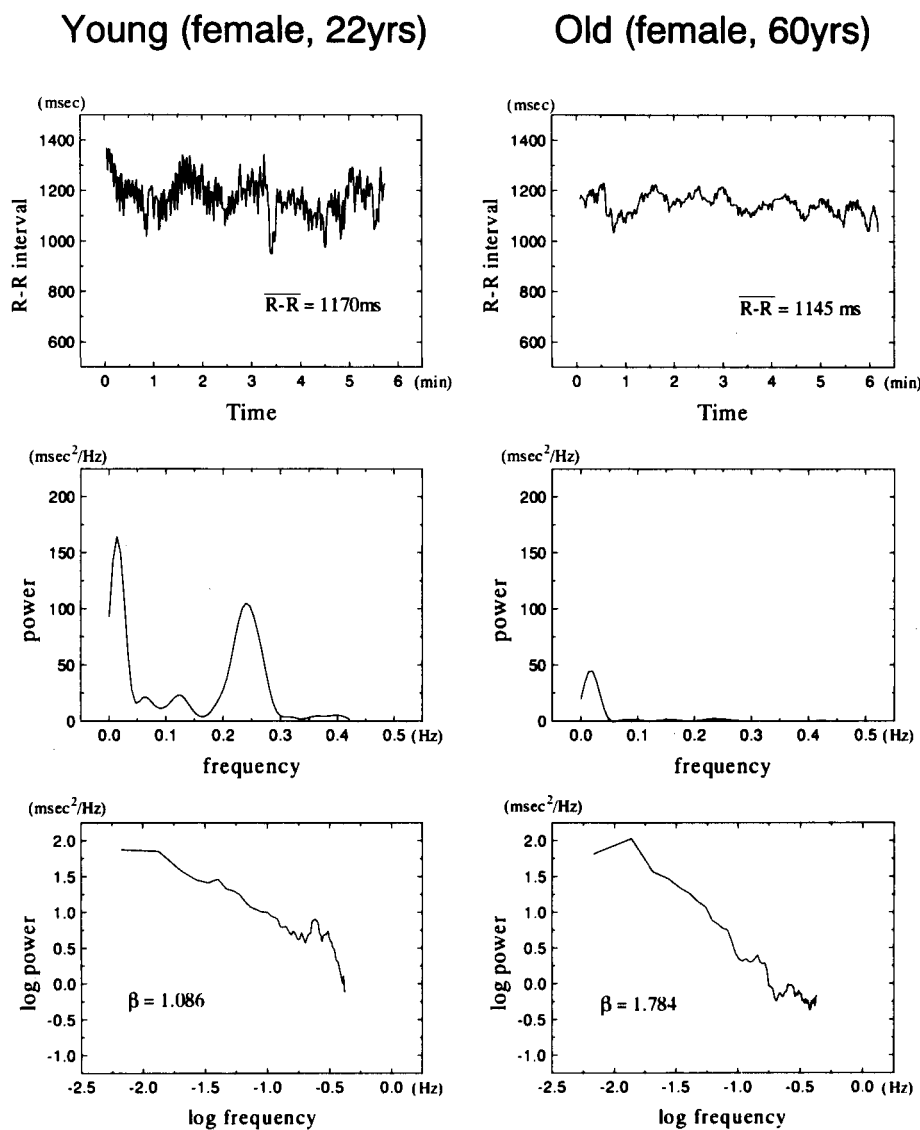 Young (female, 22yrs)
Old (female, 60yrs)
(msec)
1400
1200
1000
800
600
R-R interval
R-R = 1170ms
0 1 2 3 4 5 6 (min)
Time
(msec)
1400
1200
1000
800
600
R-R interval
R-R = 1145 ms
0 1 2 3 4 5 6 (min)
Time
(msec²/Hz)
200
150
100
50
0
power
0.0 0.1 0.2 0.3 0.4 0.5 (Hz)
frequency
(msec²/Hz)
200
150
100
50
0
power
0.0 0.1 0.2 0.3 0.4 0.5 (Hz)
frequency
(msec²/Hz)
2.0
1.5
1.0
0.5
0.0
-0.5
-1.0
log power
β = 1.086
-2.5 -2.0 -1.5 -1.0 -0.5 0.0 (Hz)
log frequency
(msec²/Hz)
2.0
1.5
1.0
0.5
0.0
-0.5
-1.0
log power
β = 1.784
-2.5 -2.0 -1.5 -1.0 -0.5 0.0 (Hz)
log frequency